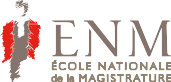 ENM
ÉCOLE NATIONALE
de la MAGISTRATURE